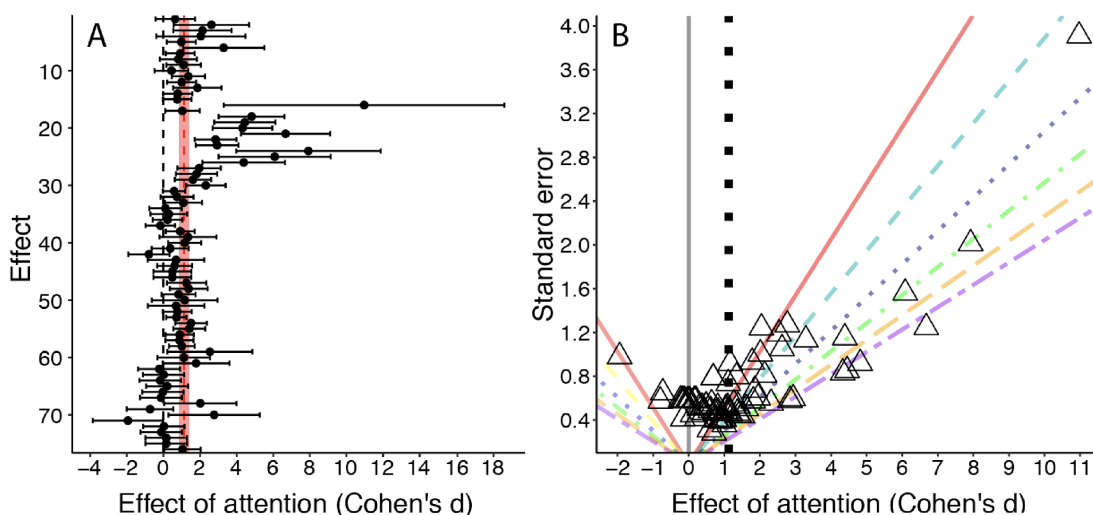 A
10
20
30
40
50
60
70
Effect
−4 −2 0 2 4 6 8 10 12 14 16 18
Effect of attention (Cohen's d)
B
4.0
3.6
3.2
2.8
2.4
2.0
1.6
1.2
0.8
0.4
Standard error
−2 −1 0 1 2 3 4 5 6 7 8 9 10 11
Effect of attention (Cohen's d)